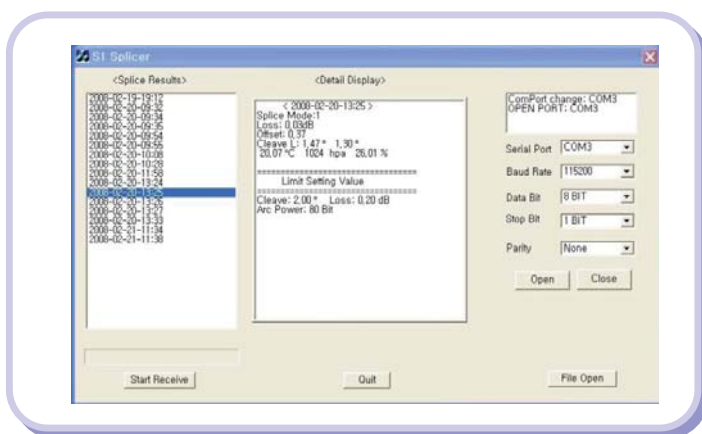 S1 Splicer
<Splice Results>
2008-02-19-19:12
2008-02-20-09:32
2008-02-20-09:34
2008-02-20-09:35
2008-02-20-09:54
2008-02-20-09:55
2008-02-20-10:08
2008-02-20-10:28
2008-02-20-11:58
2008-02-20-13:24
2008-02-20-13:25
2008-02-20-13:26
2008-02-20-13:27
2008-02-20-13:33
2008-02-21-11:34
2008-02-21-11:38
Start Receive
<Detail Display>
< 2008-02-20-13:25 >
Splice Mode:1
Loss: 0,03dB
Offset: 0,37
Cleave L: 1,47° 1,30°
20,07 °C 1024 hpa 26,01 %
==================================
Limit Setting Value
==================================
Cleave: 2,00° Loss: 0,20 dB
Arc Power: 80 Bit
Quit
ComPort change: COM3
OPEN PORT: COM3
Serial Port COM3
Baud Rate 115200
Data Bit 8 BIT
Stop Bit 1 BIT
Parity None
Open Close
File Open